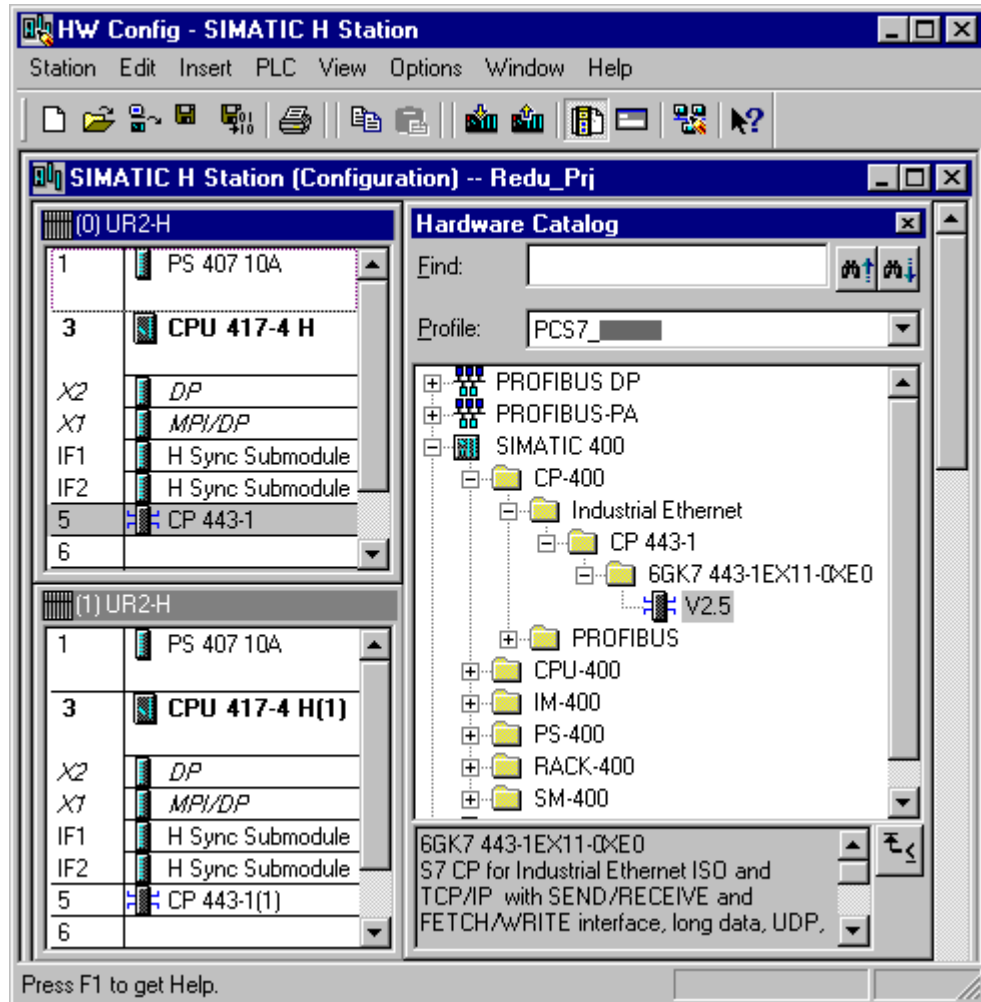 HW Config - SIMATIC H Station
Station Edit Insert PLC View Options Window Help
SIMATIC H Station (Configuration) -- Redu_Prj
(0) UR2-H
1 PS 407 10A
3 CPU 417-4 H
X2 DP
X1 MPI/DP
IF1 H Sync Submodule
IF2 H Sync Submodule
5 CP 443-1
6
(1) UR2-H
1 PS 407 10A
3 CPU 417-4 H(1)
X2 DP
X1 MPI/DP
IF1 H Sync Submodule
IF2 H Sync Submodule
5 CP 443-1(1)
6
Hardware Catalog
Find:
Profile: PCS7_
PROFIBUS DP
PROFIBUS-PA
SIMATIC 400
CP-400
Industrial Ethernet
CP 443-1
6GK7 443-1EX11-0XE0
V2.5
PROFIBUS
CPU-400
IM-400
PS-400
RACK-400
SM-400
6GK7 443-1EX11-0XE0
S7 CP for Industrial Ethernet ISO and
TCP/IP with SEND/RECEIVE and
FETCH/WRITE interface, long data, UDP,
Press F1 to get Help.